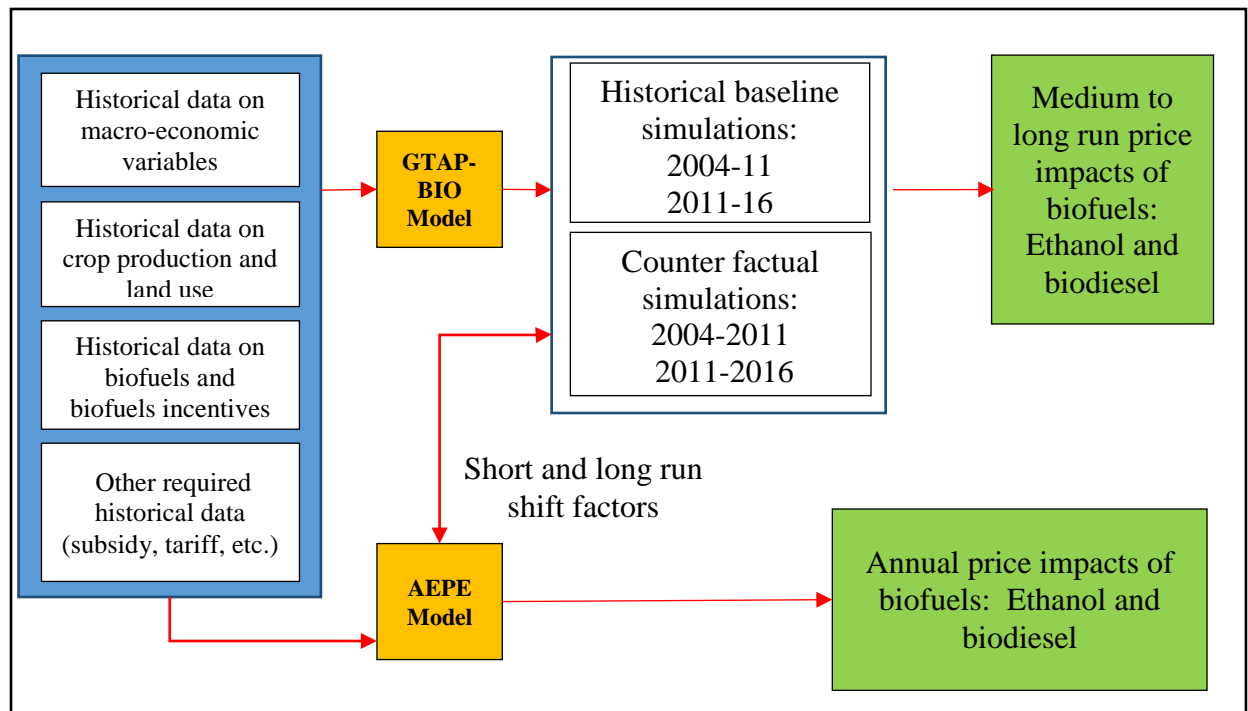 Historical data on
macro-economic
variables
Historical data on
crop production and
land use
Historical data on
biofuels and
biofuels incentives
Other required
historical data
(subsidy, tariff, etc.)
GTAP-
BIO
Model
Historical baseline
simulations:
2004-11
2011-16
Counter factual
simulations:
2004-2011
2011-2016
Medium to
long run price
impacts of
biofuels:
Ethanol and
biodiesel
Short and long run
shift factors
AEPE
Model
Annual price impacts of
biofuels: Ethanol and
biodiesel